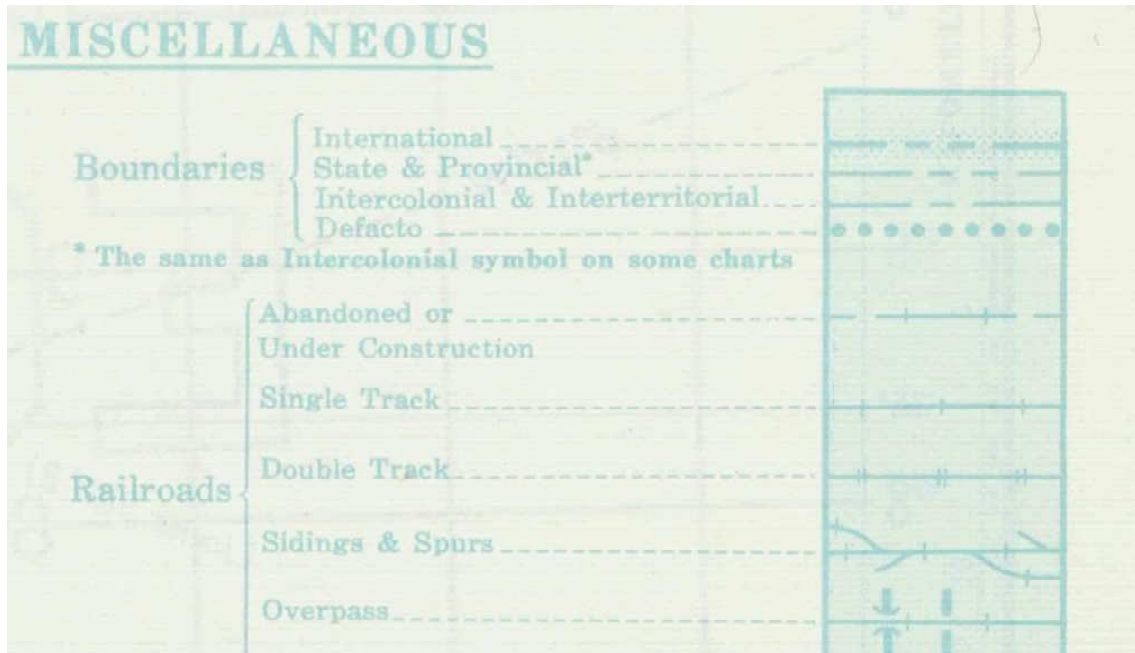 MISCELLANEOUS
Boundaries
International
State & Provincial*
Intercolonial & Interterritorial
Defacto
* The same as Intercolonial symbol on some charts
Railroads
Abandoned or
Under Construction
Single Track
Double Track
Sidings & Spurs
Overpass